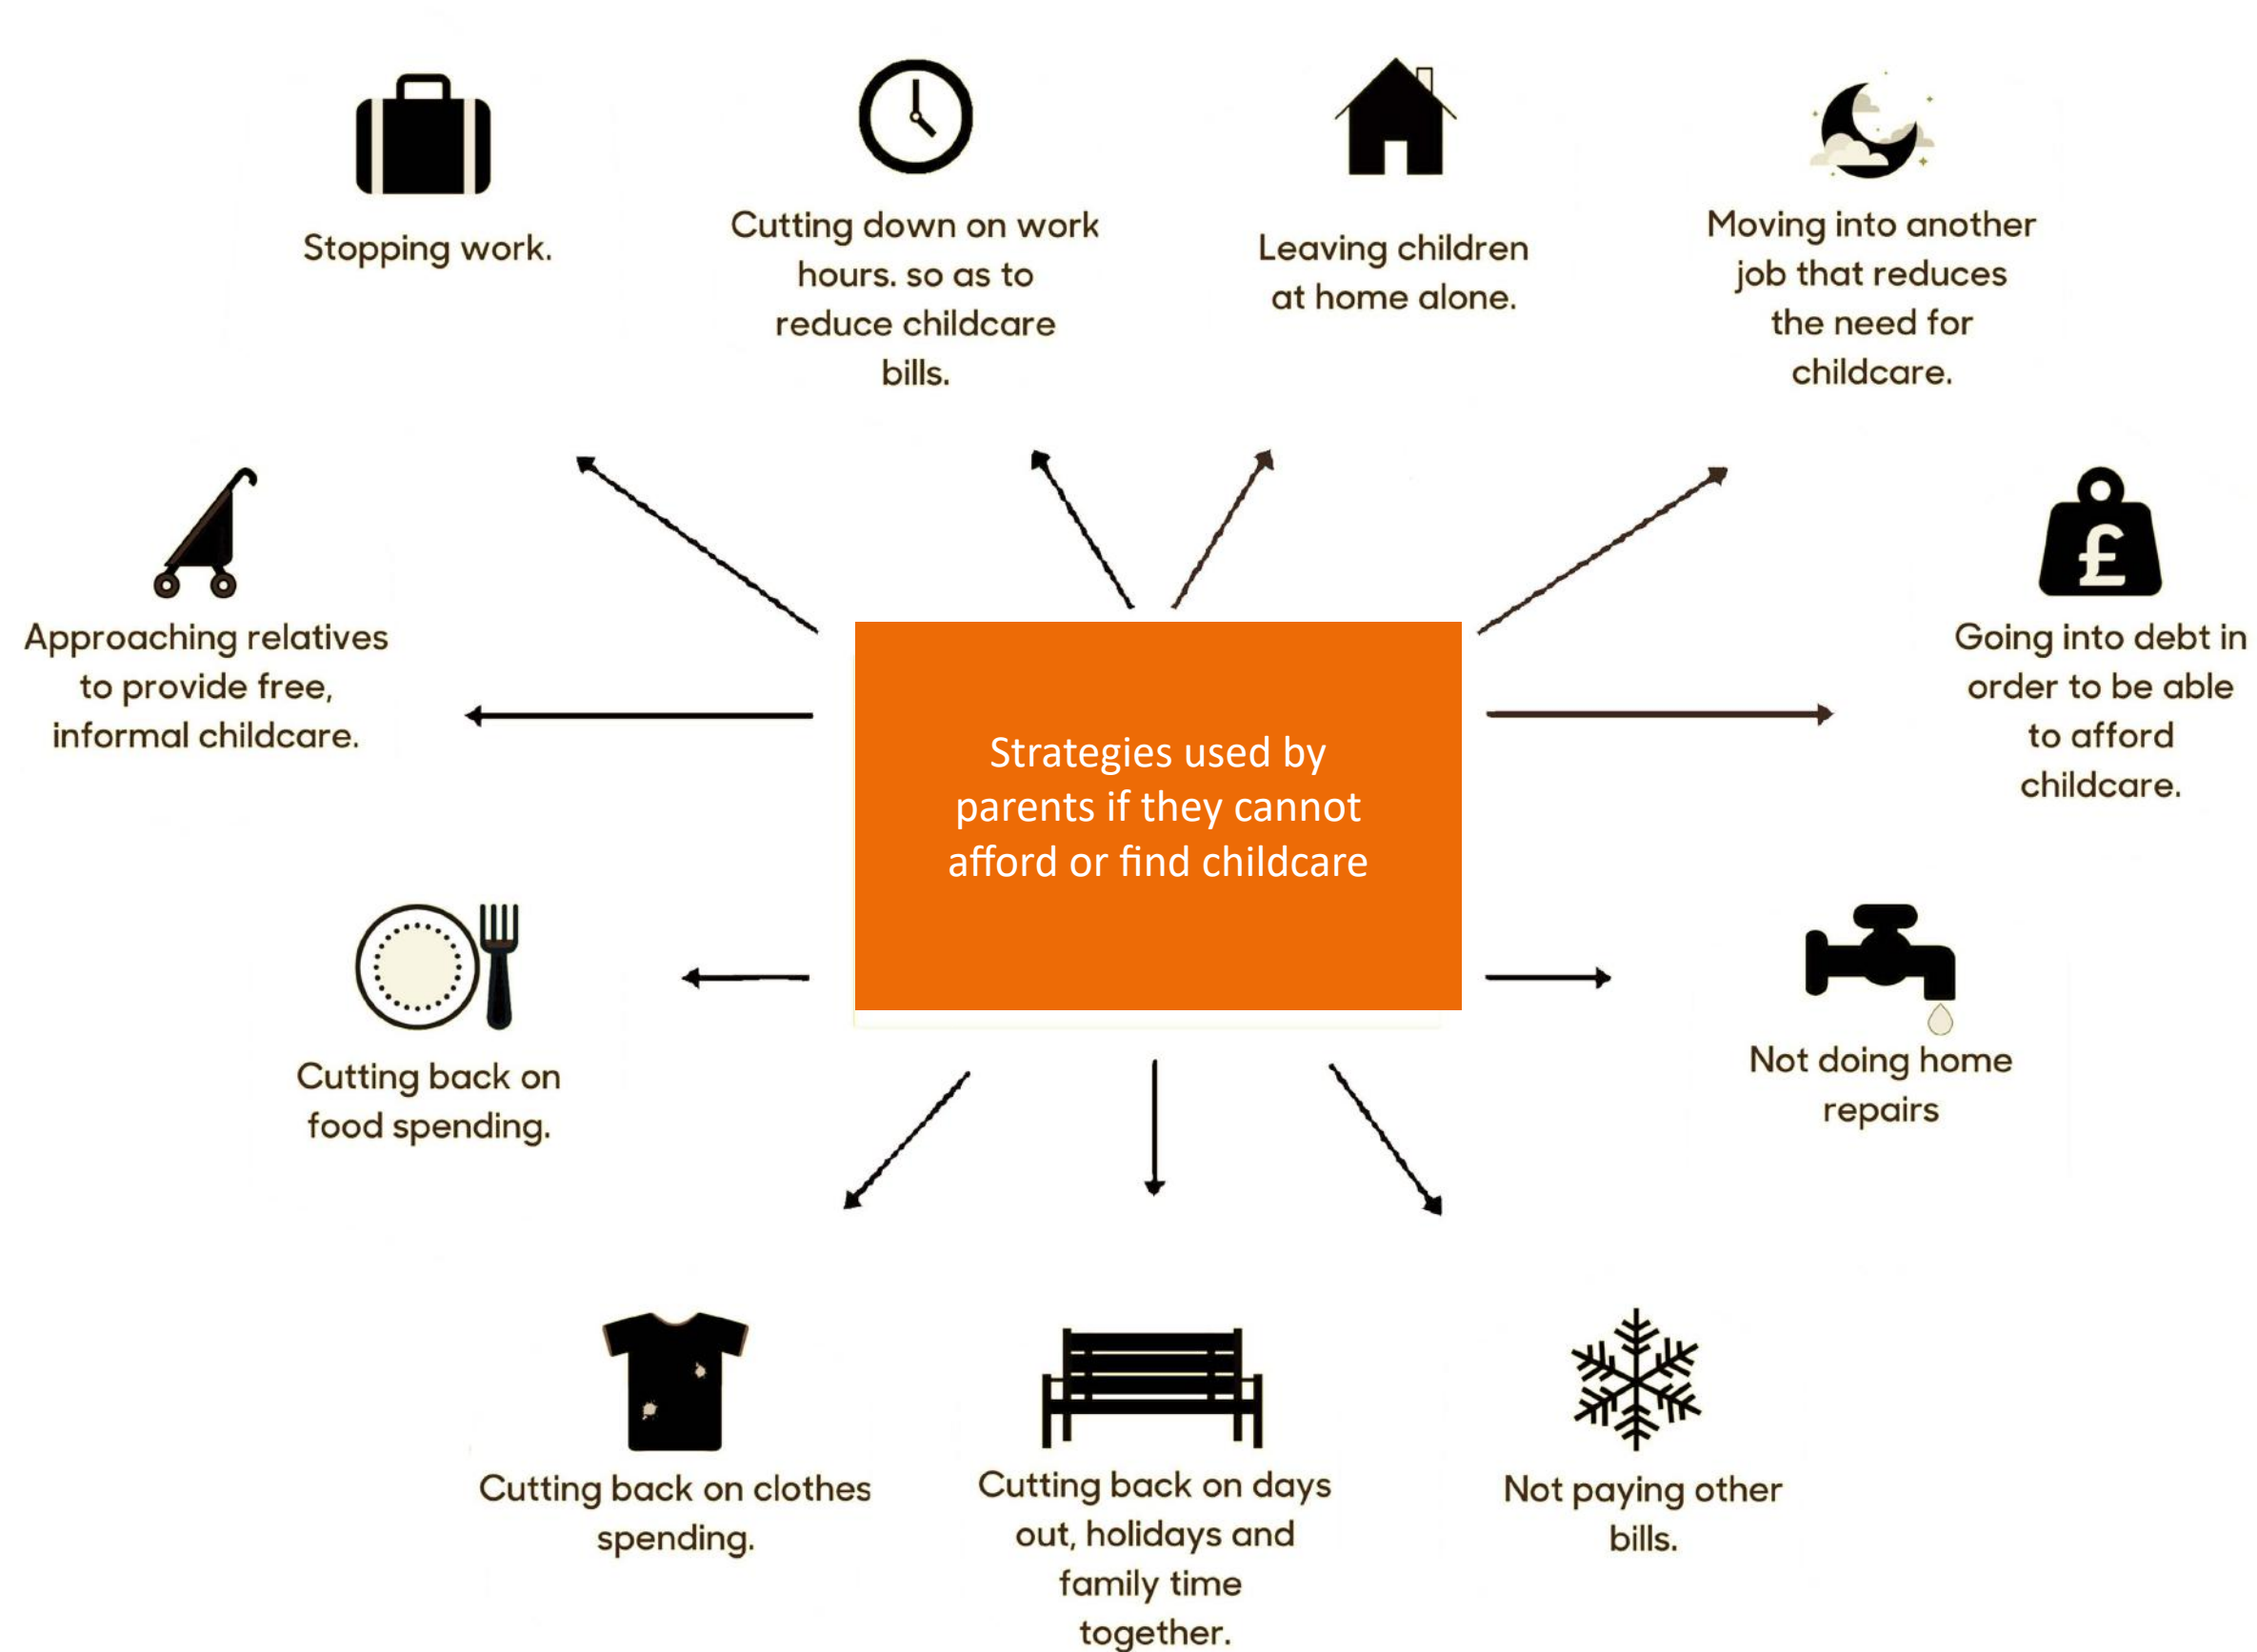 Stopping work.
Cutting down on work
hours. so as to
reduce childcare
bills.
Leaving children
at home alone.
Moving into another
job that reduces
the need for
childcare.
Approaching relatives
to provide free,
informal childcare.
£
Going into debt in
order to be able
to afford
childcare.
Strategies used by
parents if they cannot
afford or find childcare
Cutting back on
food spending.
Not doing home
repairs
Cutting back on clothes
spending.
Cutting back on days
out, holidays and
family time
together.
Not paying other
bills.